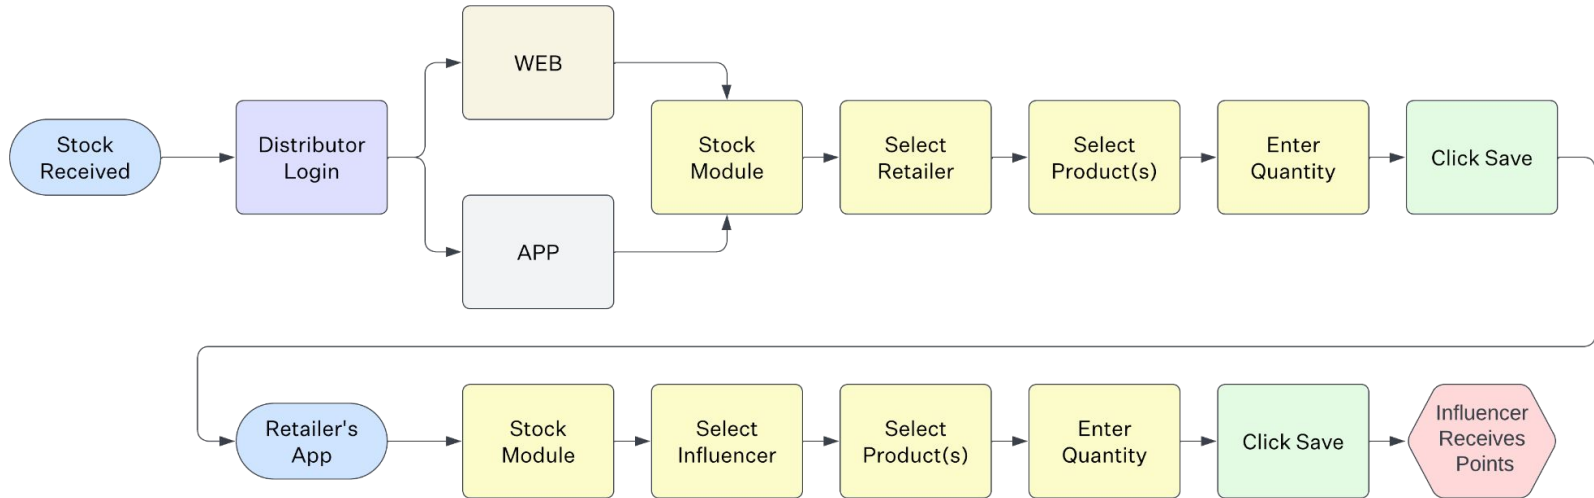 Stock
Received
Distributor
Login
WEB
APP
Stock
Module
Select
Retailer
Select
Product(s)
Enter
Quantity
Click Save
Retailer's
App
Stock
Module
Select
Influencer
Select
Product(s)
Enter
Quantity
Click Save
Influencer
Receives
Points